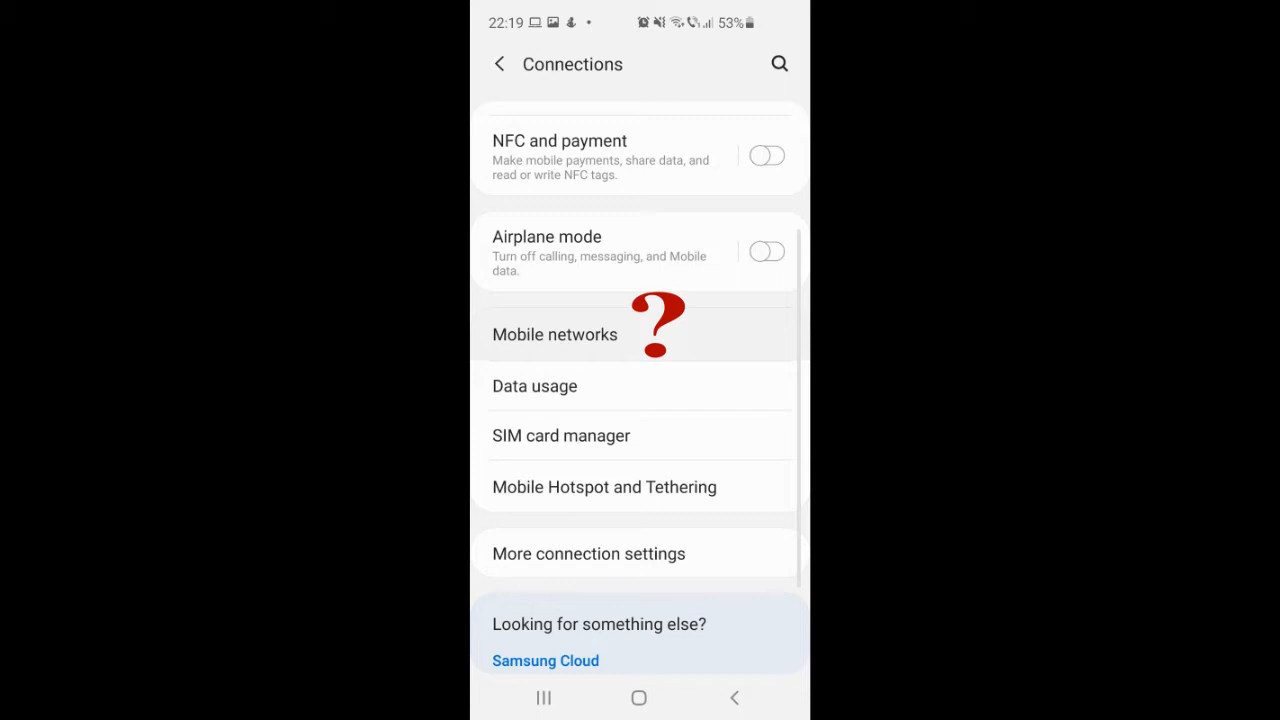 22:19 53%
Connections
NFC and payment
Make mobile payments, share data, and
read or write NFC tags.
Airplane mode
Turn off calling, messaging, and Mobile
data.
?
Mobile networks
Data usage
SIM card manager
Mobile Hotspot and Tethering
More connection settings
Looking for something else?
Samsung Cloud